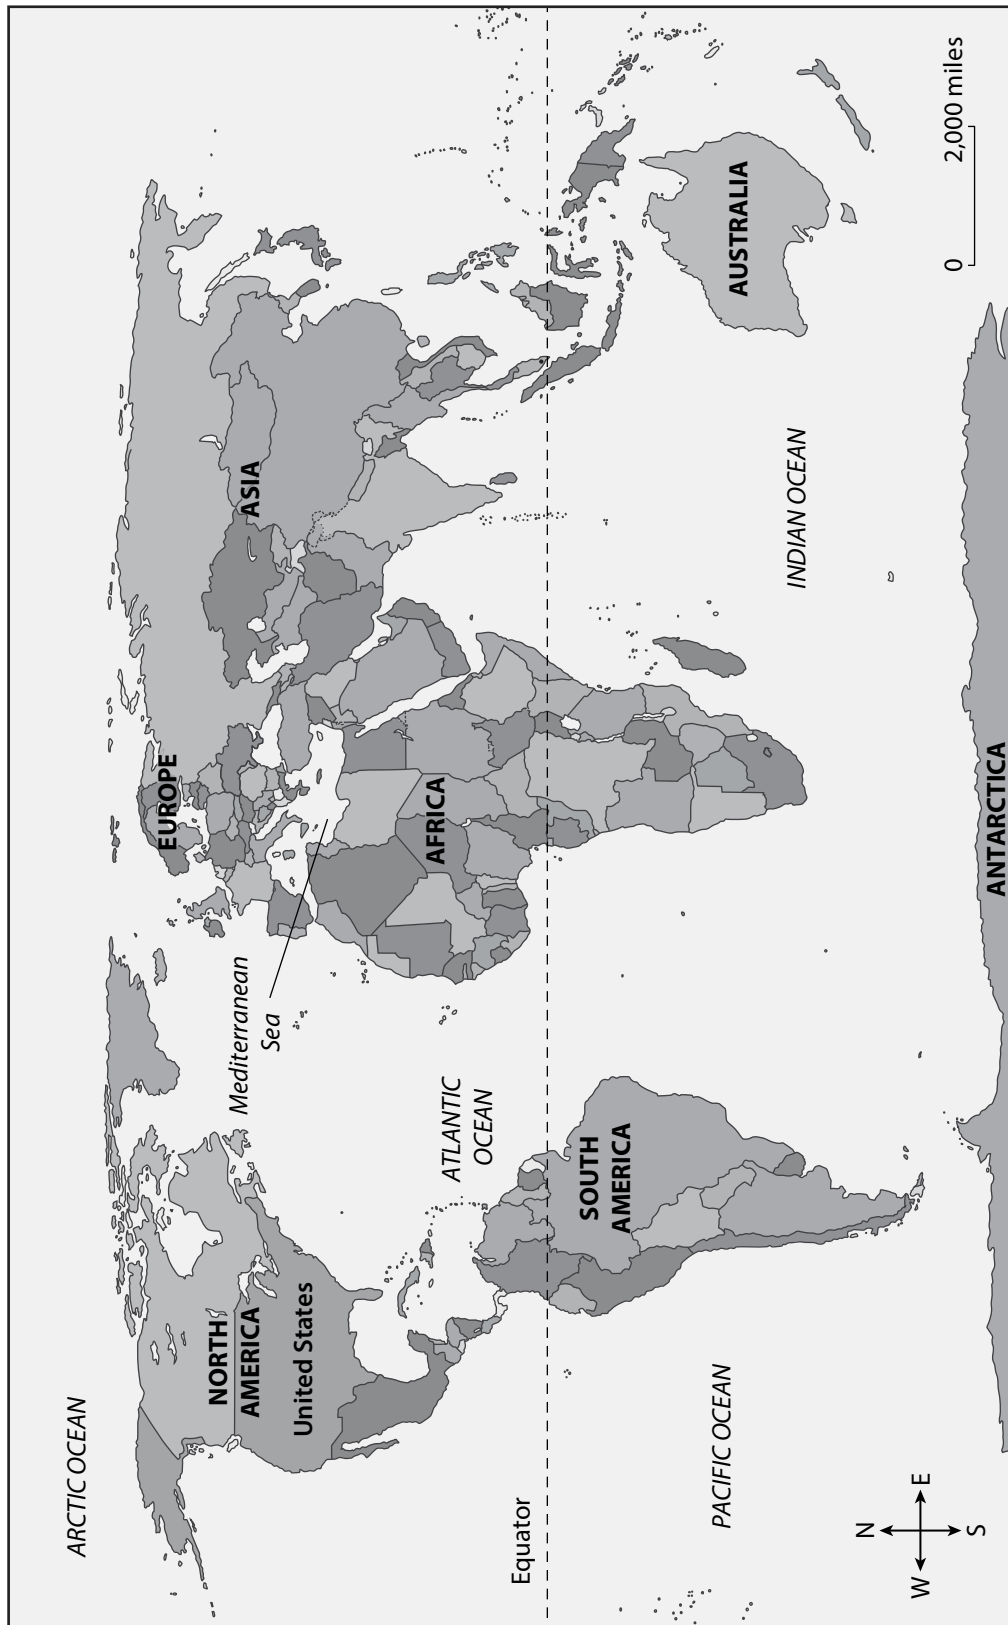 ARCTIC OCEAN
NORTH
AMERICA
United States
EUROPE
ASIA
Mediterranean
Sea
ATLANTIC
OCEAN
AFRICA
Equator
SOUTH
AMERICA
PACIFIC OCEAN
INDIAN OCEAN
AUSTRALIA
N
W
E
S
0
2,000 miles
ANTARCTICA